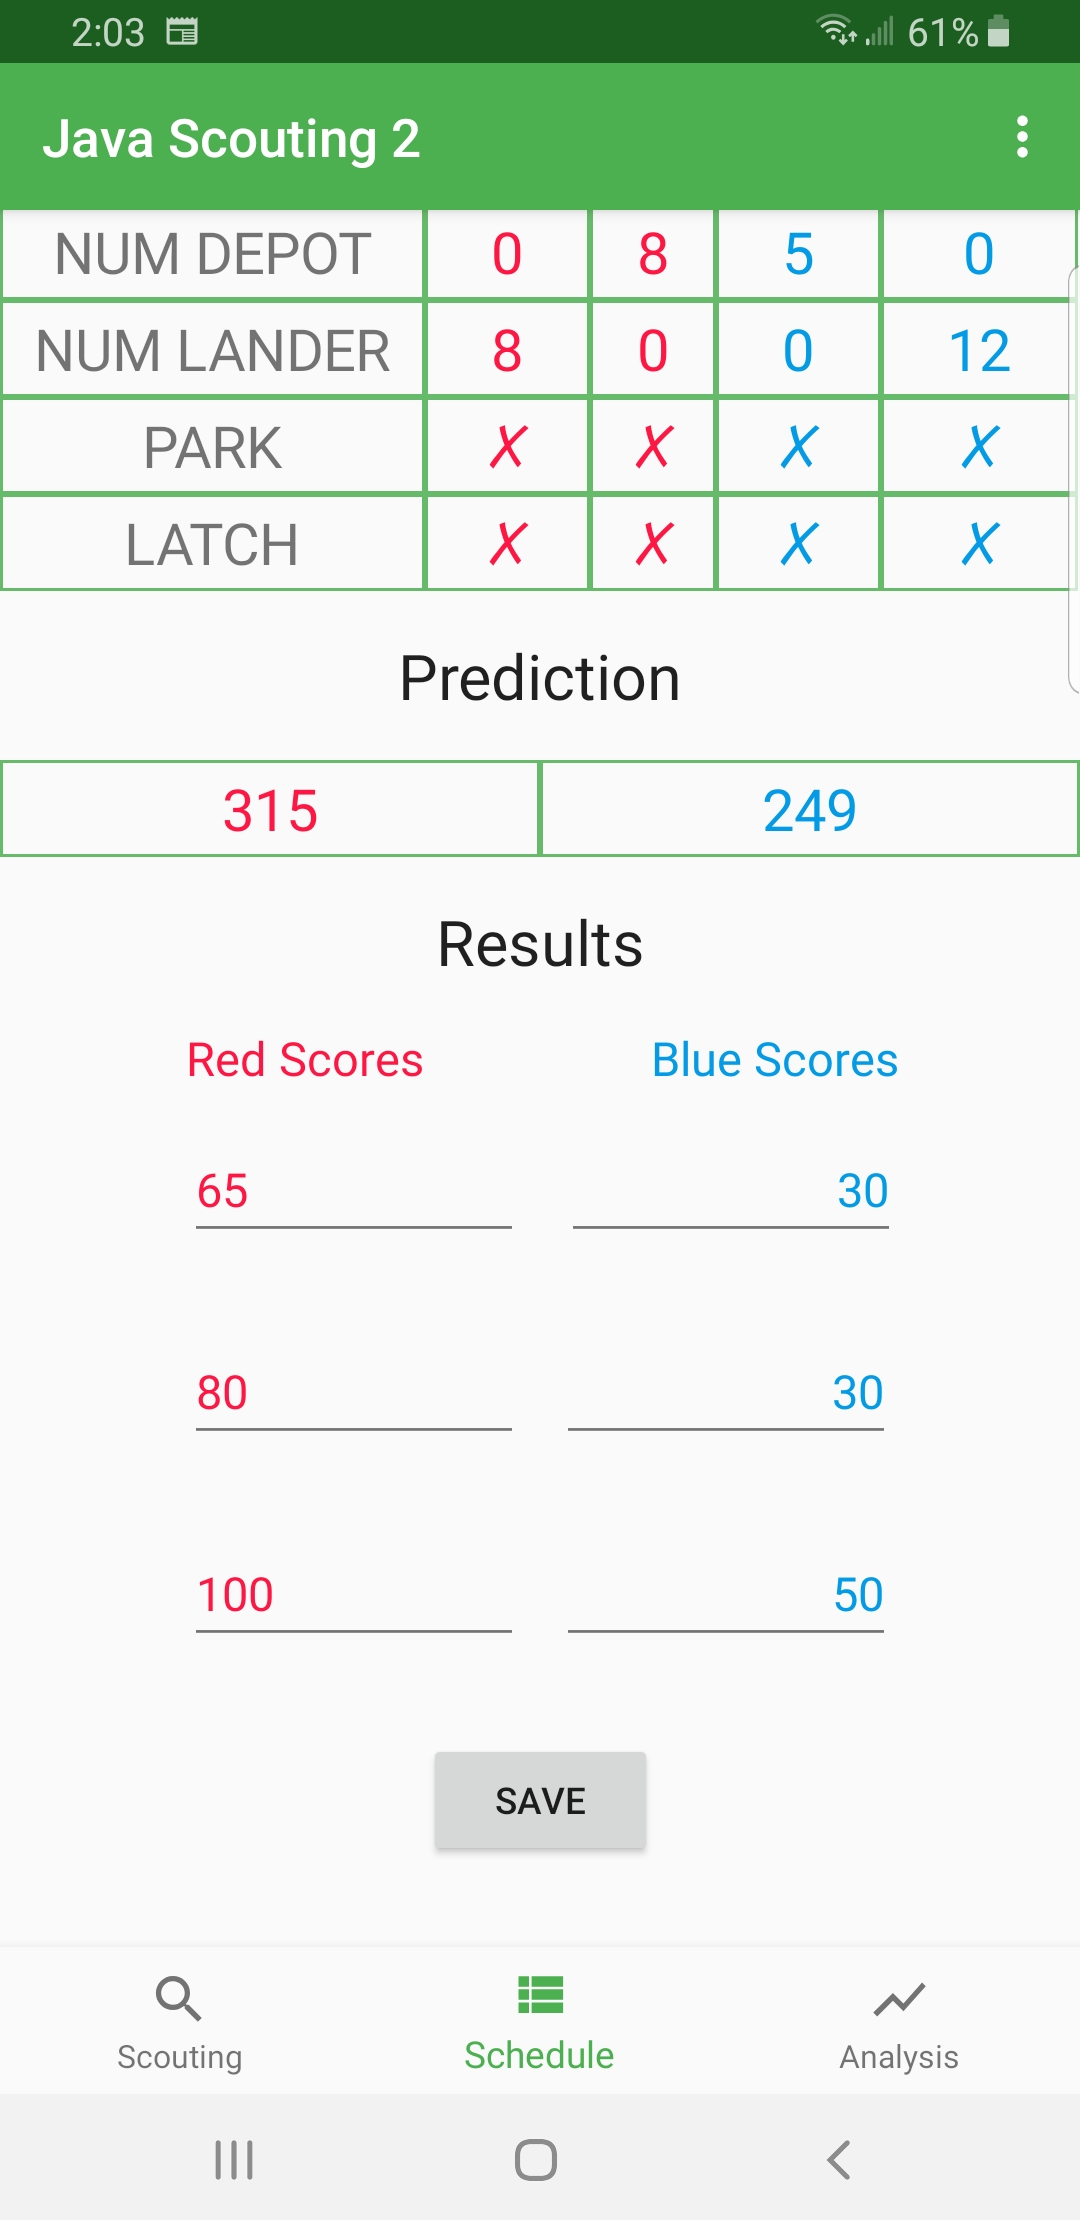 2:03 61%
Java Scouting 2
NUM DEPOT 0 8 5 0
NUM LANDER 8 0 0 12
PARK ✗ ✗ ✗ ✗
LATCH ✗ ✗ ✗ ✗
Prediction
315 249
Results
Red Scores Blue Scores
65 30
80 30
100 50
SAVE
Scouting Schedule Analysis